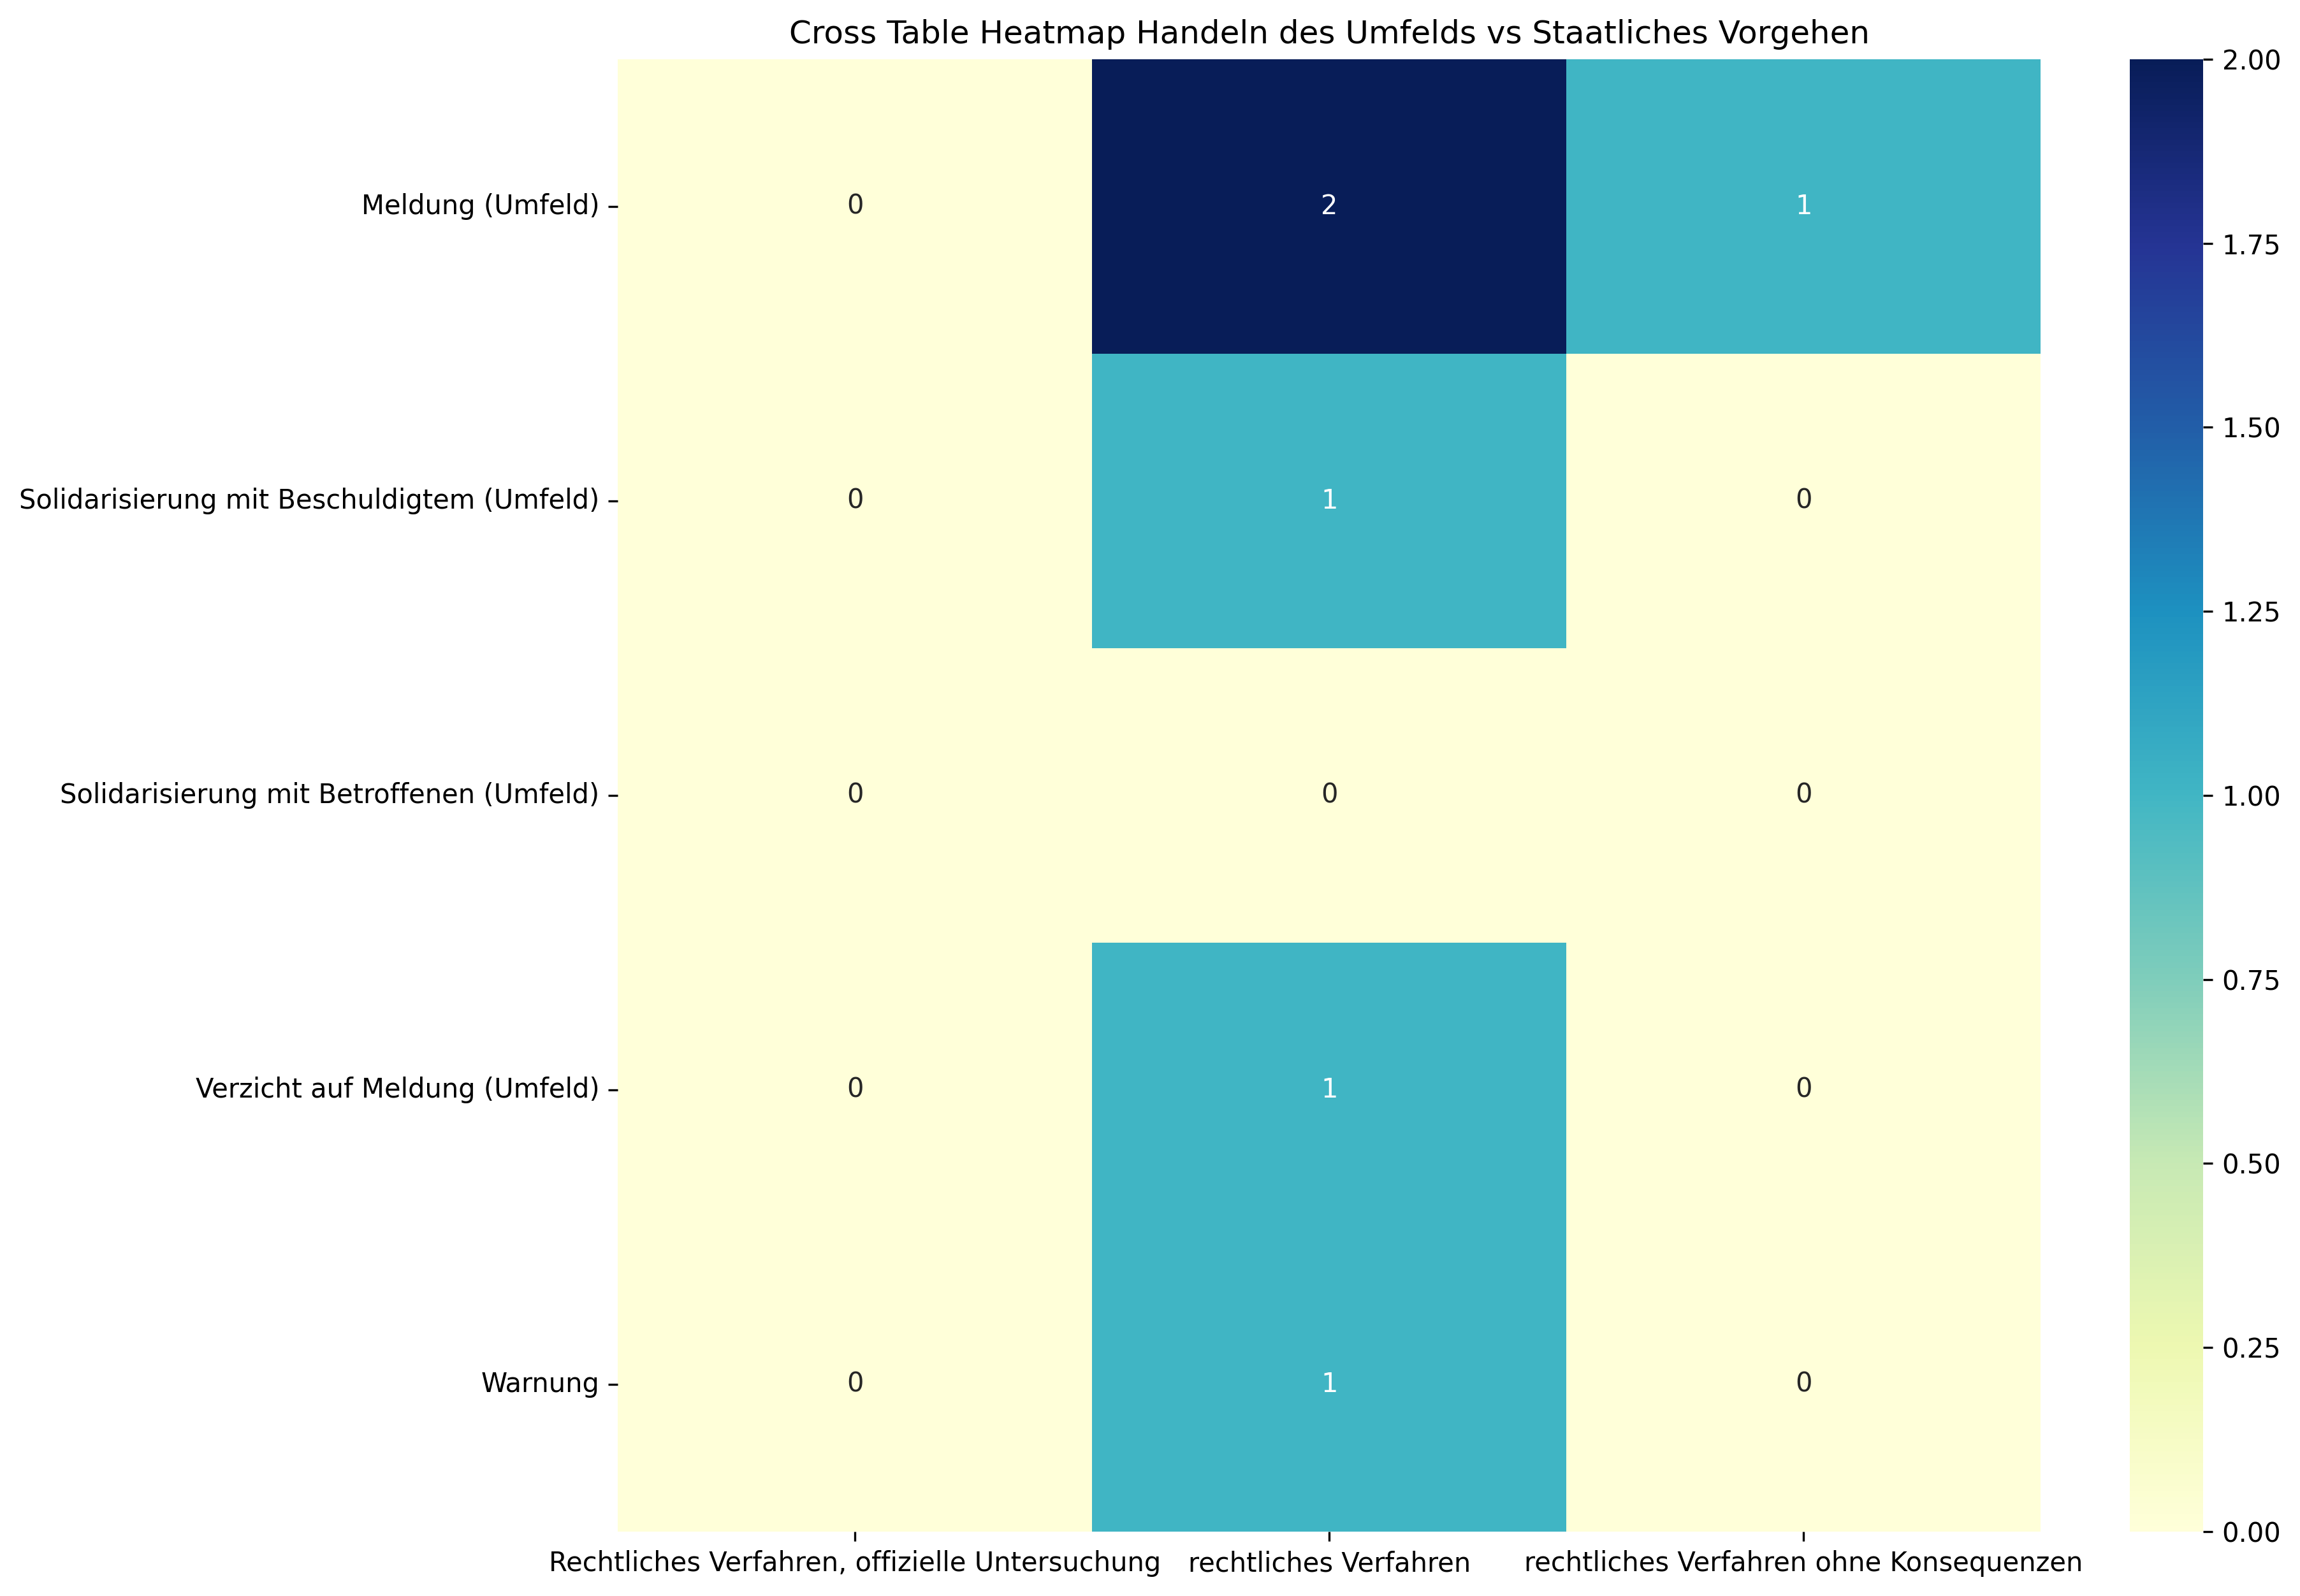 Cross Table Heatmap Handeln des Umfelds vs Staatliches Vorgehen
Meldung (Umfeld)
0
2
1
Solidarisierung mit Beschuldigtem (Umfeld)
0
1
0
Solidarisierung mit Betroffenen (Umfeld)
0
0
0
Verzicht auf Meldung (Umfeld)
0
1
0
Warnung
0
1
0
Rechtliches Verfahren, offizielle Untersuchung
rechtliches Verfahren
rechtliches Verfahren ohne Konsequenzen
2.00
1.75
1.50
1.25
1.00
0.75
0.50
0.25
0.00